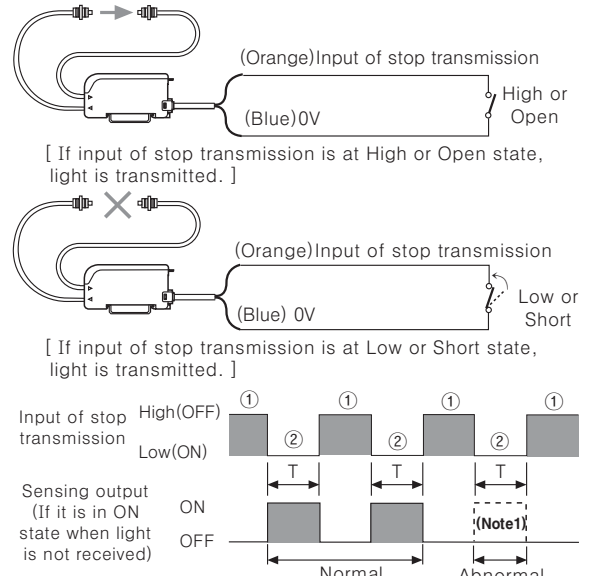 (Orange)Input of stop transmission
High or
Open
(Blue)0V
[ If input of stop transmission is at High or Open state,
light is transmitted. ]
(Orange)Input of stop transmission
Low or
Short
(Blue) 0V
[ If input of stop transmission is at Low or Short state,
light is transmitted. ]
Input of stop
transmission
High(OFF)
Low(ON)
① ① ① ①
② ② ②
T T T
Sensing output
(If it is in ON
state when light
is not received)
ON
OFF
(Note1)
Normal Abnormal